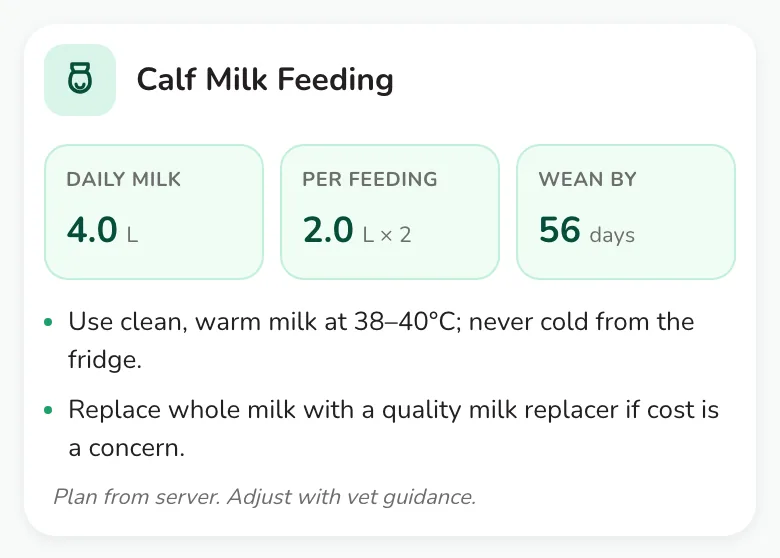 Calf Milk Feeding
DAILY MILK
4.0 L
PER FEEDING
2.0 L × 2
WEAN BY
56 days
• Use clean, warm milk at 38–40°C; never cold from the
fridge.
• Replace whole milk with a quality milk replacer if cost is
a concern.
Plan from server. Adjust with vet guidance.